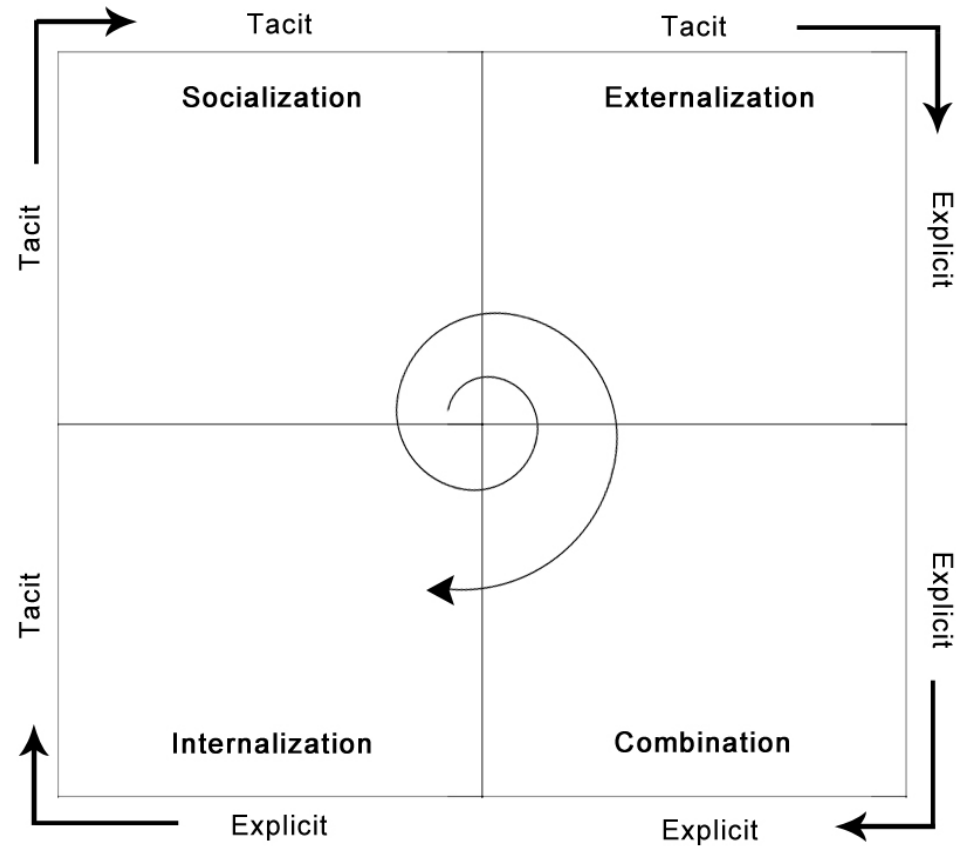 Tacit
Tacit
Socialization
Externalization
Tacit
Explicit
Tacit
Explicit
Internalization
Combination
Explicit
Explicit